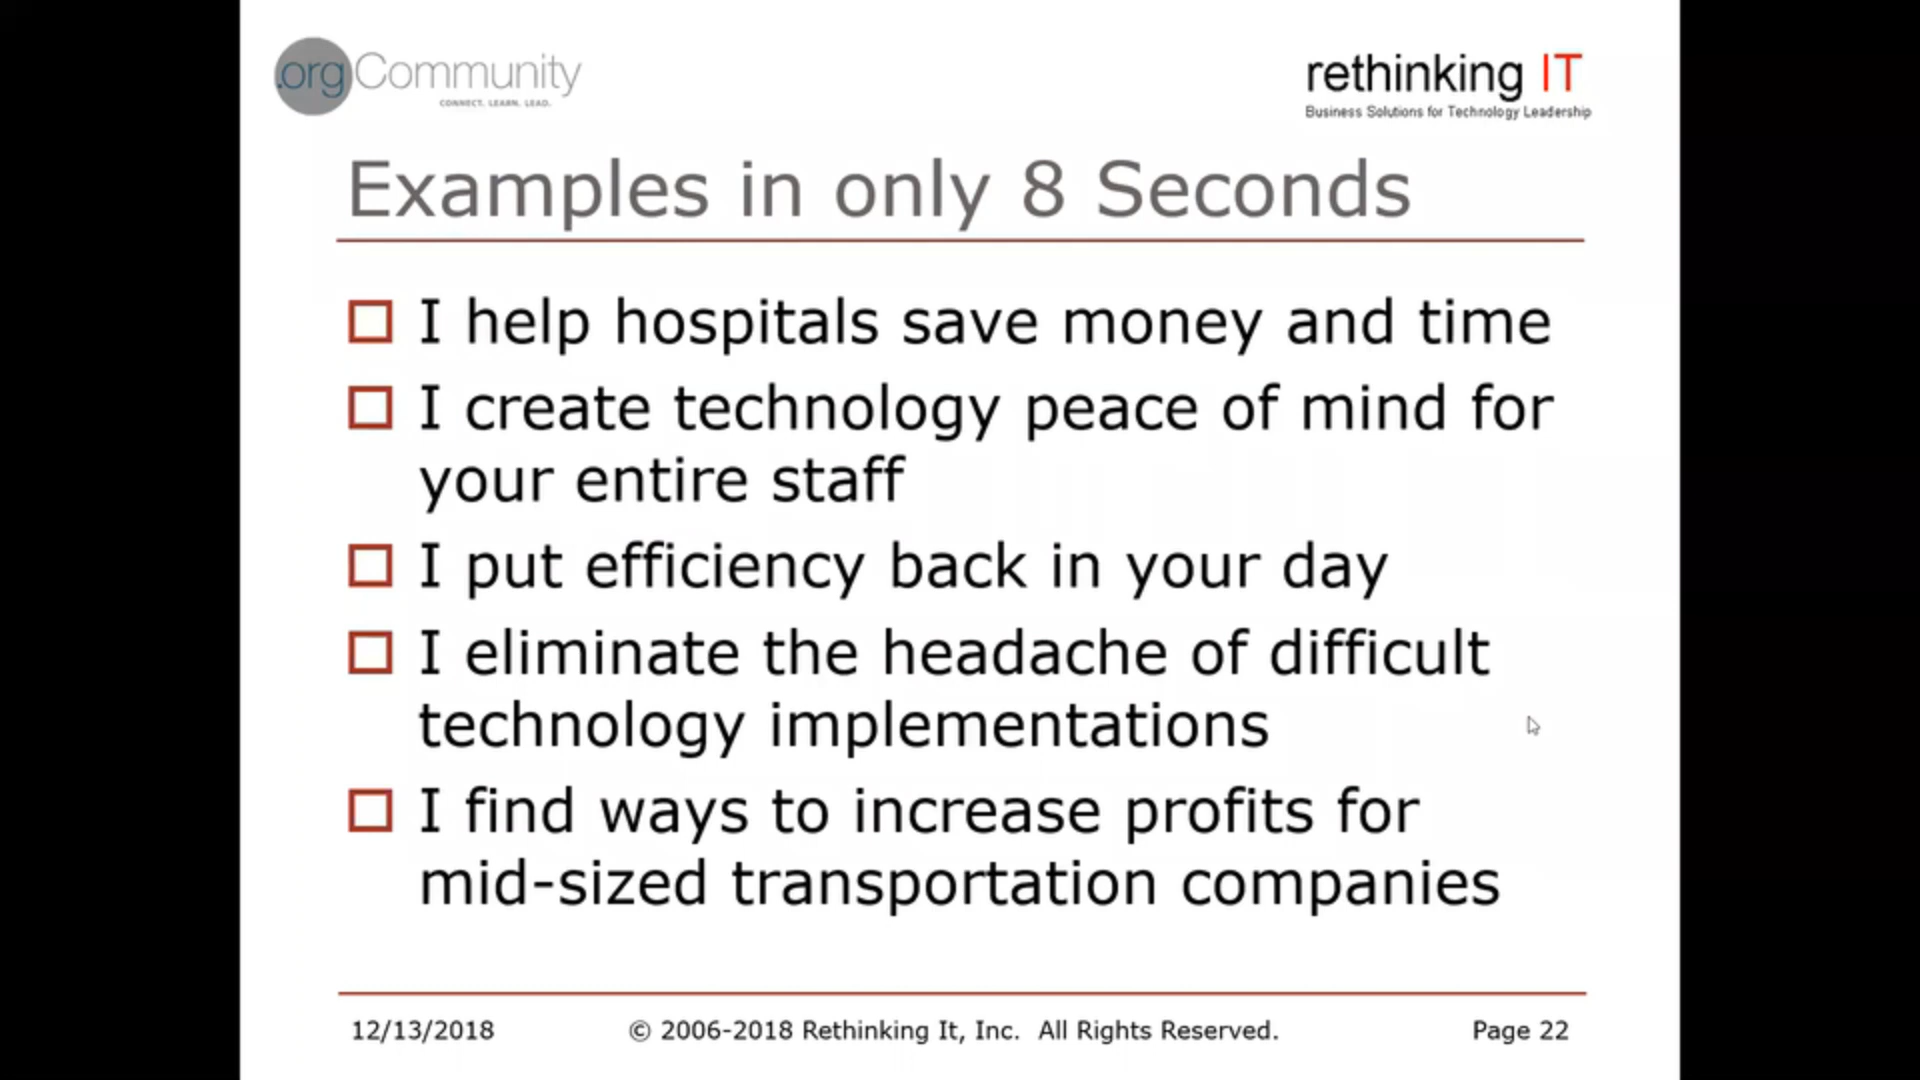 .orgCommunity
CONNECT. LEARN. LEAD.
rethinking IT
Business Solutions for Technology Leadership
Examples in only 8 Seconds
I help hospitals save money and time
I create technology peace of mind for
your entire staff
I put efficiency back in your day
I eliminate the headache of difficult
technology implementations
I find ways to increase profits for
mid-sized transportation companies
12/13/2018
© 2006-2018 Rethinking It, Inc. All Rights Reserved.
Page 22